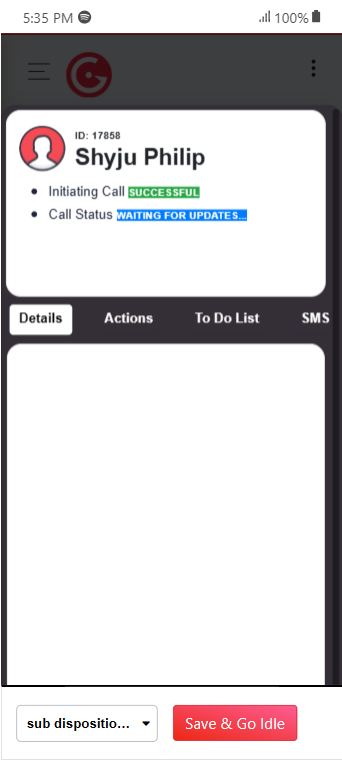 5:35 PM 100%
ID: 17858
Shyju Philip
Initiating Call SUCCESSFUL
Call Status WAITING FOR UPDATES...
Details Actions To Do List SMS
sub dispositio... Save & Go Idle